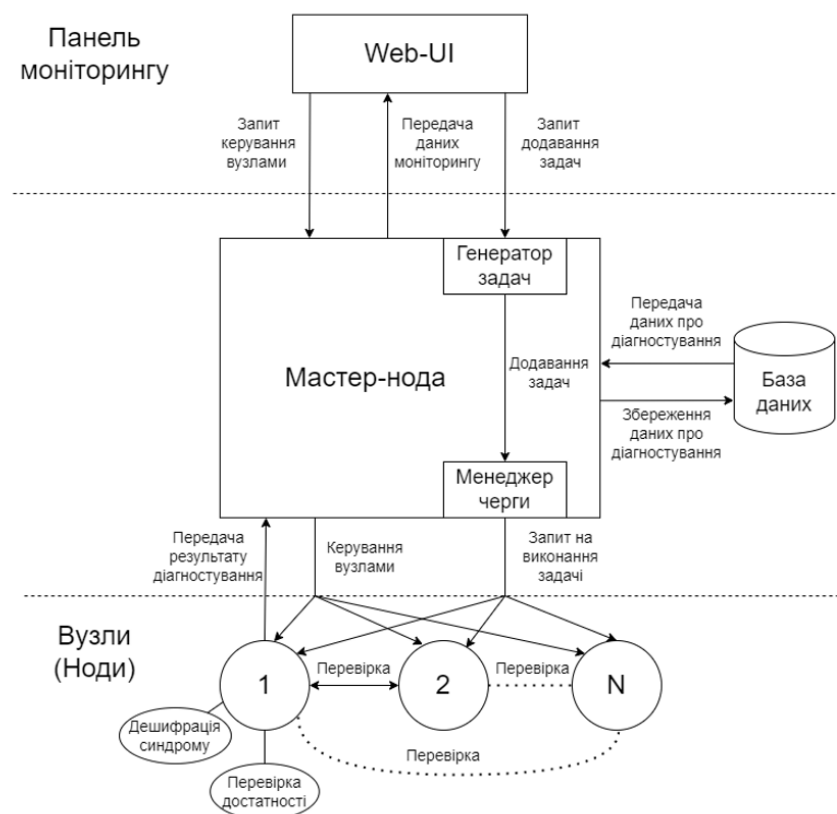 Панель
моніторингу
Web-UI
Запит
керування
вузлами
Передача
даних
моніторингу
Запит
додавання
задач
Генератор
задач
Мастер-нода
Додавання
задач
Менеджер
черги
Передача
даних про
діагностування
База
даних
Збереження
даних про
діагностування
Передача
результату
діагностування
Керування
вузлами
Запит на
виконання
задачі
Вузли
(Ноди)
1
Перевірка
2
Перевірка
N
Дешифрація
синдрому
Перевірка
достатності
Перевірка